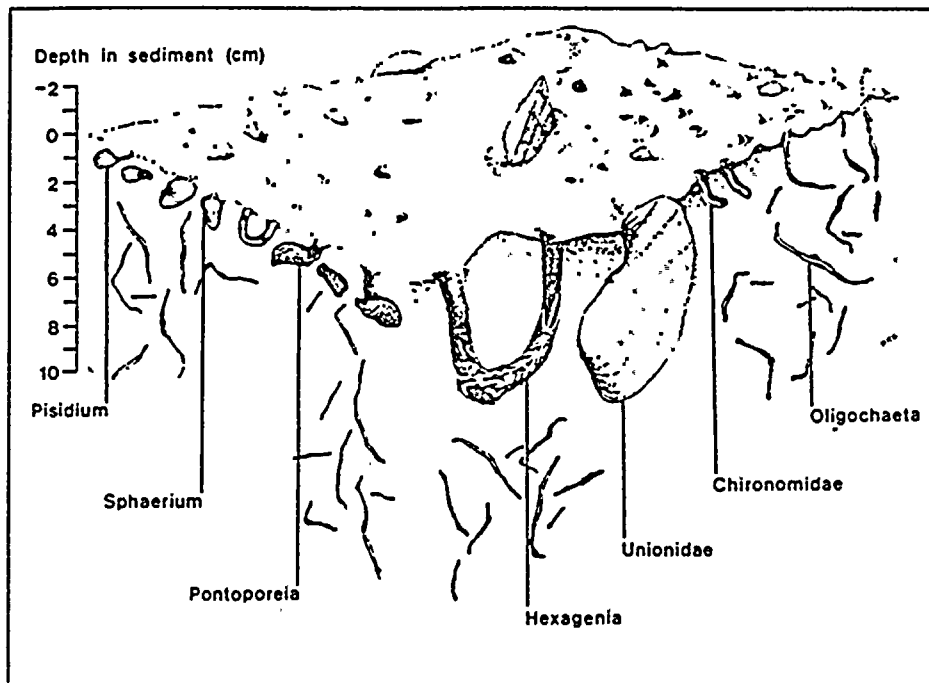 Depth in sediment (cm)
-2
0
2
4
6
8
10
Pisidium
Sphaerium
Pontoporeia
Hexagenia
Unionidae
Chironomidae
Oligochaeta